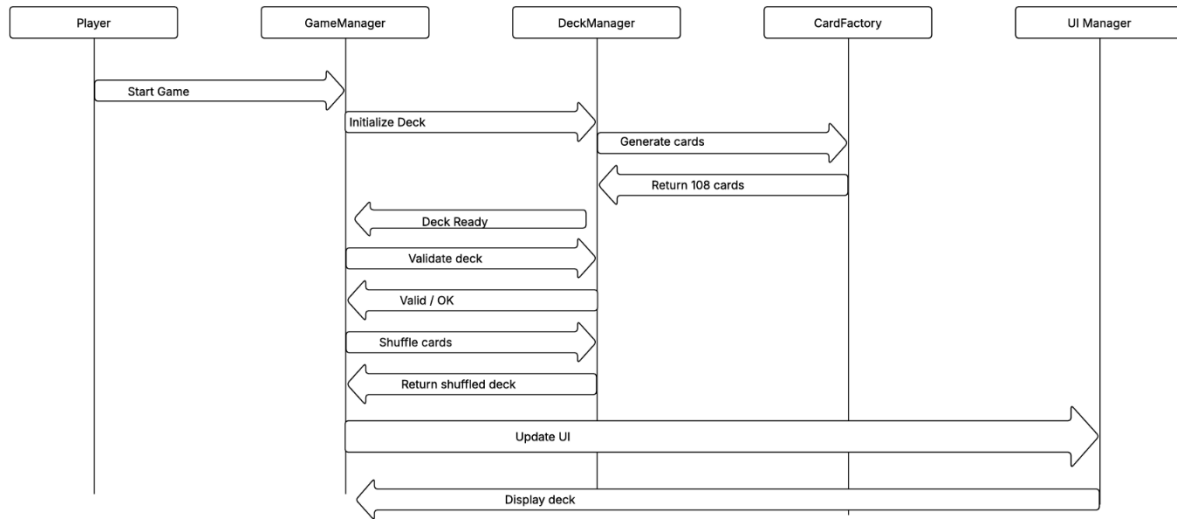 Player
GameManager
DeckManager
CardFactory
UI Manager
Start Game
Initialize Deck
Generate cards
Return 108 cards
Deck Ready
Validate deck
Valid / OK
Shuffle cards
Return shuffled deck
Update UI
Display deck